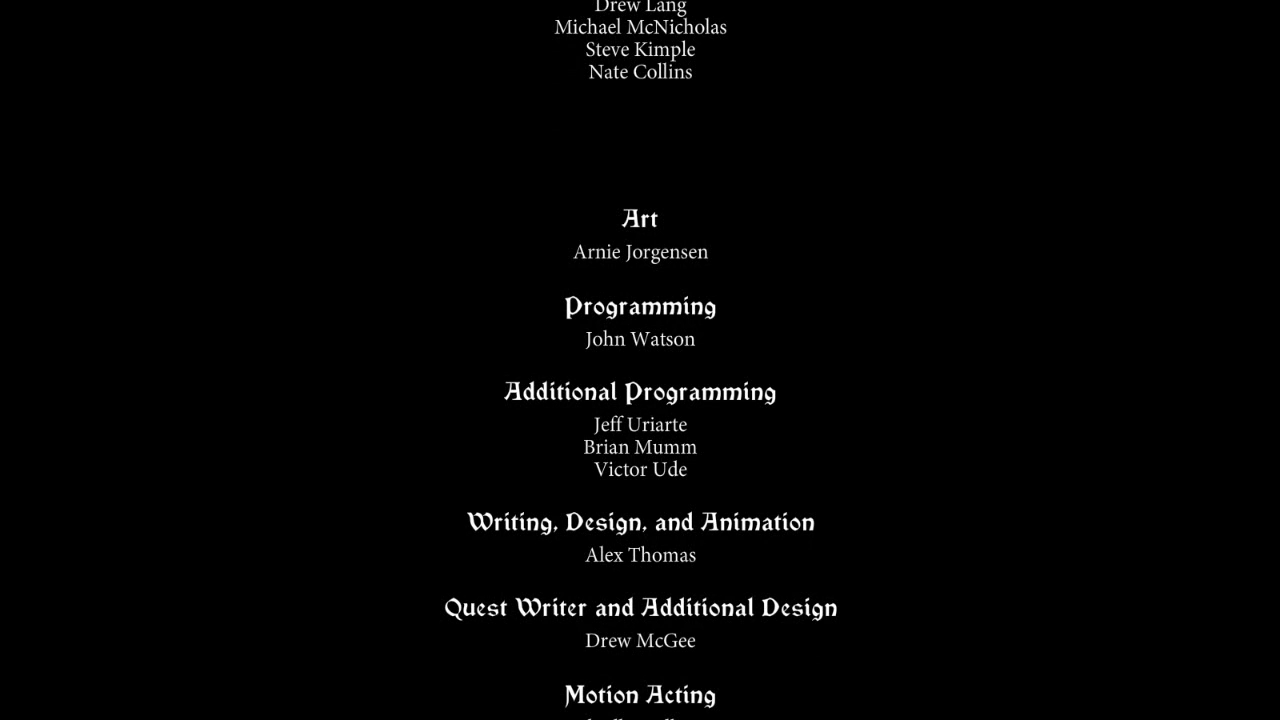 Drew Lang
Michael McNicholas
Steve Kimple
Nate Collins
Art
Arnie Jorgensen
Programming
John Watson
Additional Programming
Jeff Uriarte
Brian Mumm
Victor Ude
Writing, Design, and Animation
Alex Thomas
Quest Writer and Additional Design
Drew McGee
Motion Acting